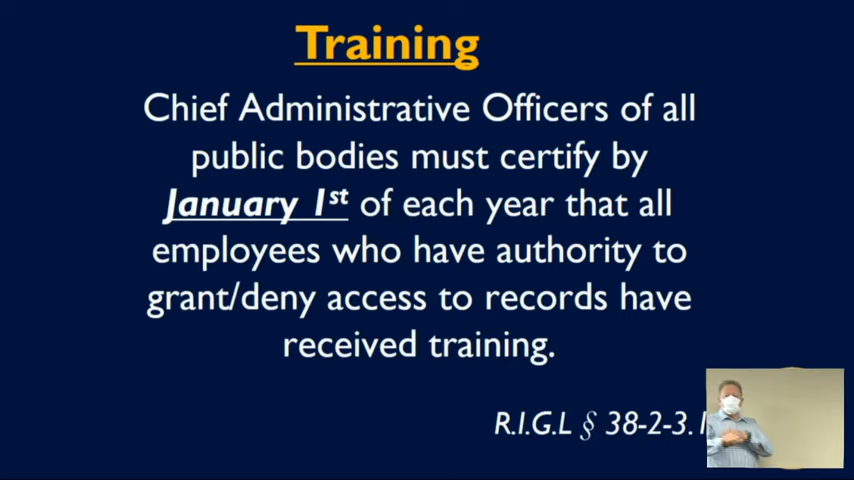 Training
Chief Administrative Officers of all
public bodies must certify by
January 1st of each year that all
employees who have authority to
grant/deny access to records have
received training.
R.I.G.L § 38-2-3.1